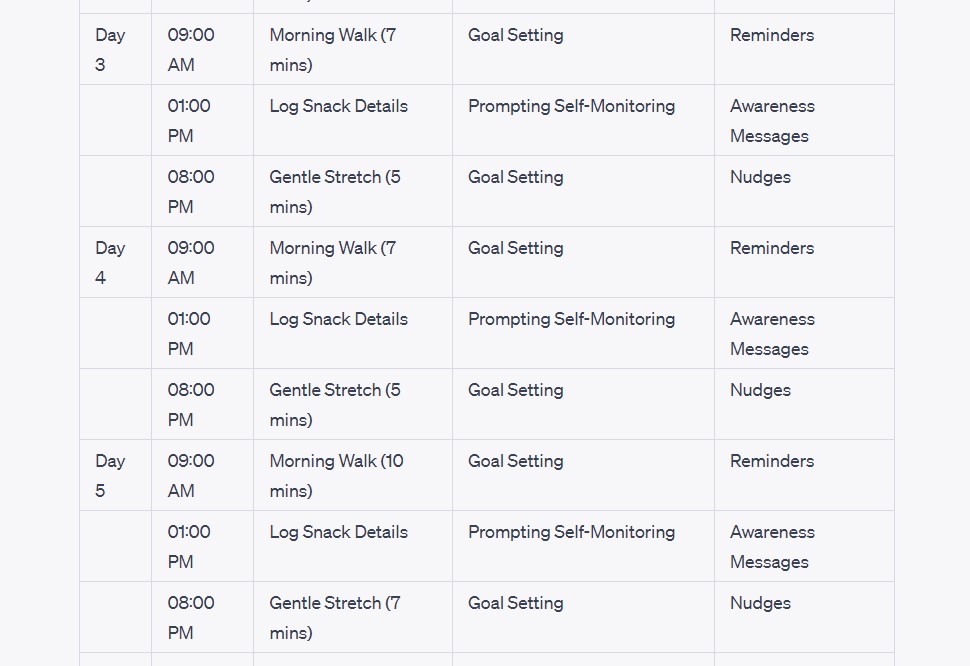 Day 09:00 Morning Walk (7 Goal Setting Reminders
3 AM mins)
01:00 Log Snack Details Prompting Self-Monitoring Awareness
PM Messages
08:00 Gentle Stretch (5 Goal Setting Nudges
PM mins)
Day 09:00 Morning Walk (7 Goal Setting Reminders
4 AM mins)
01:00 Log Snack Details Prompting Self-Monitoring Awareness
PM Messages
08:00 Gentle Stretch (5 Goal Setting Nudges
PM mins)
Day 09:00 Morning Walk (10 Goal Setting Reminders
5 AM mins)
01:00 Log Snack Details Prompting Self-Monitoring Awareness
PM Messages
08:00 Gentle Stretch (7 Goal Setting Nudges
PM mins)